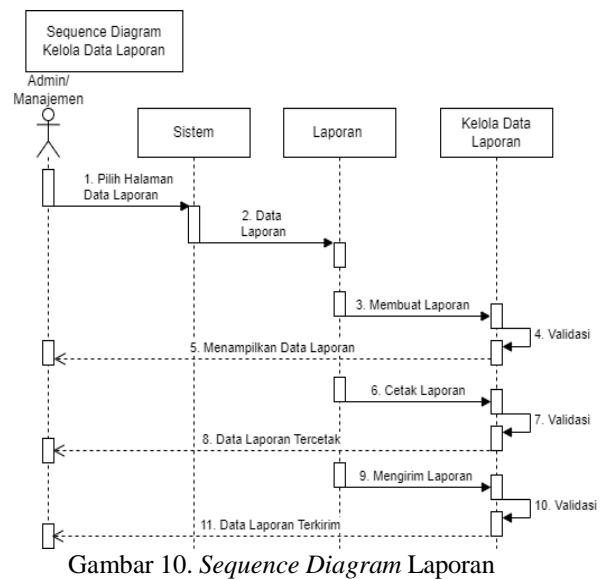 Sequence Diagram
Kelola Data Laporan
Admin/
Manajemen
Sistem
Laporan
Kelola Data
Laporan
1. Pilih Halaman
Data Laporan
2. Data
Laporan
3. Membuat Laporan
4. Validasi
5. Menampilkan Data Laporan
6. Cetak Laporan
7. Validasi
8. Data Laporan Tercetak
9. Mengirim Laporan
10. Validasi
11. Data Laporan Terkirim
Gambar 10. Sequence Diagram Laporan